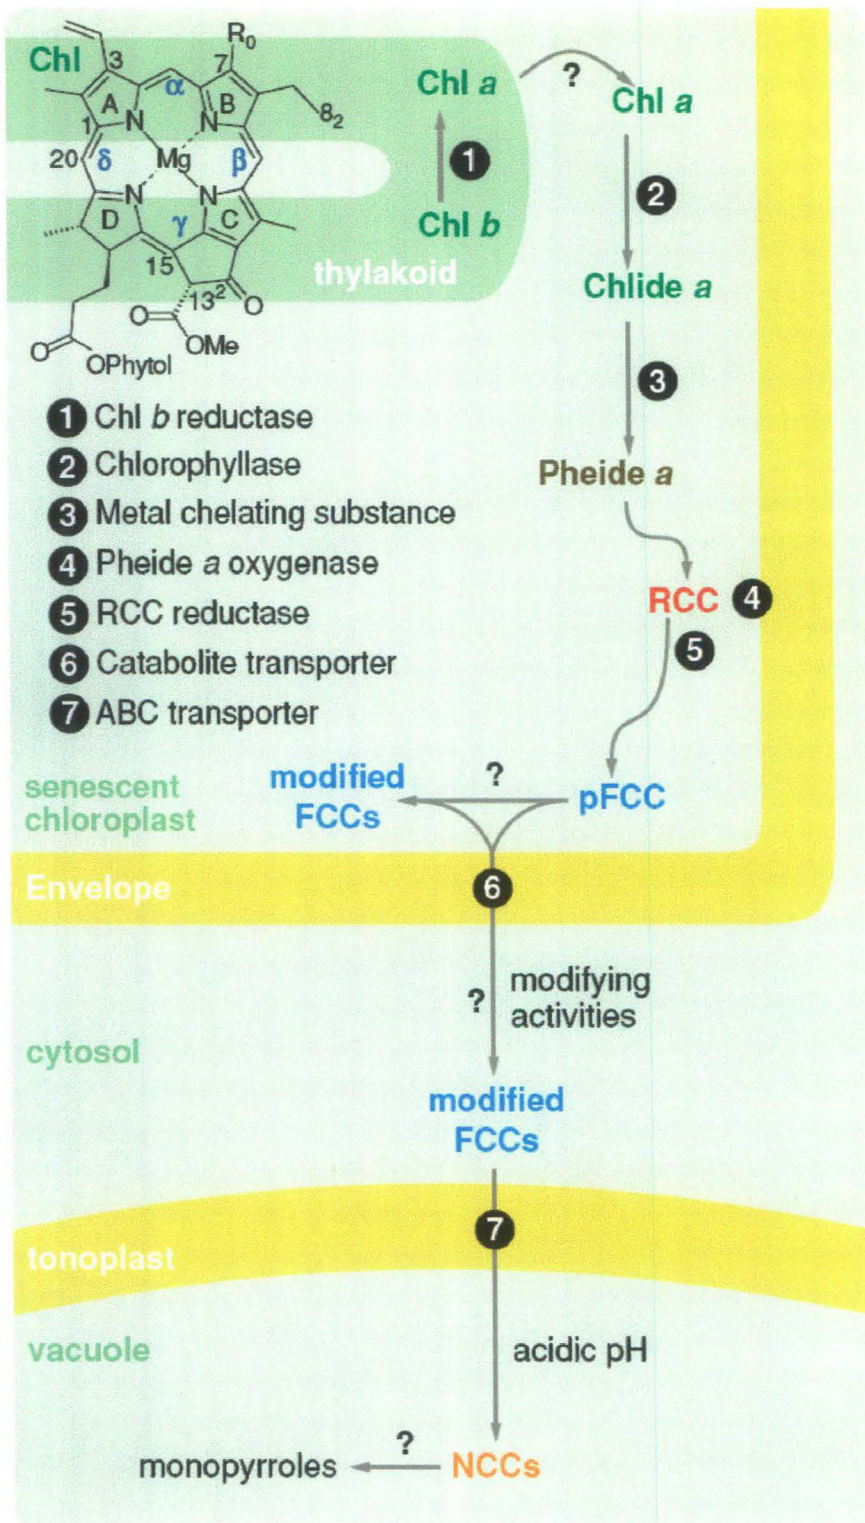 Chl
3
7
R₀
A
α
B
8₂
1
N
N
20
δ
Mg
β
N
N
D
γ
C
15
13²
O
O
OMe
O
OPhytol
thylakoid
Chl a
?
Chl a
1
2
Chl b
Chlide a
3
Pheide a
RCC 4
5
1 Chl b reductase
2 Chlorophyllase
3 Metal chelating substance
4 Pheide a oxygenase
5 RCC reductase
6 Catabolite transporter
7 ABC transporter
senescent
chloroplast
modified
FCCs
?
pFCC
Envelope
6
?
modifying
activities
cytosol
modified
FCCs
7
tonoplast
vacuole
acidic pH
monopyrroles
?
NCCs